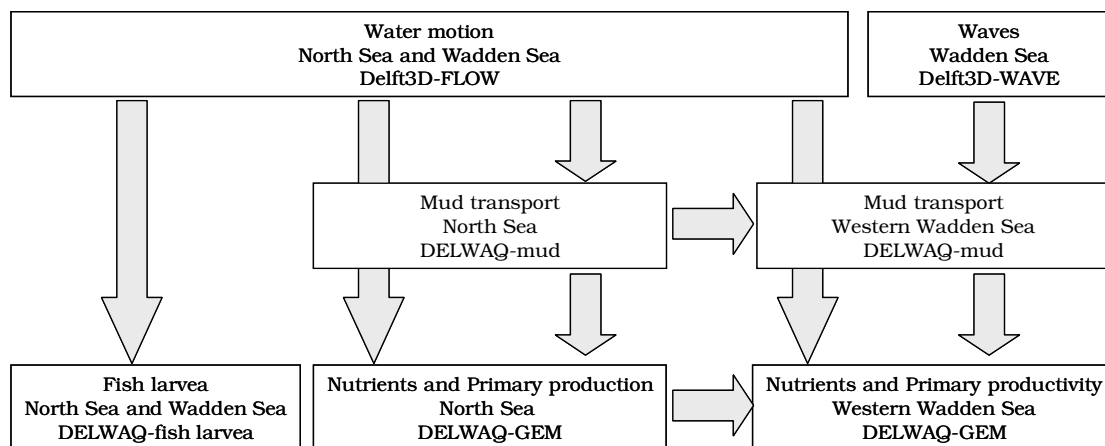 Water motion
North Sea and Wadden Sea
Delft3D-FLOW
Waves
Wadden Sea
Delft3D-WAVE
Mud transport
North Sea
DELWAQ-mud
Mud transport
Western Wadden Sea
DELWAQ-mud
Fish larvea
North Sea and Wadden Sea
DELWAQ-fish larvea
Nutrients and Primary production
North Sea
DELWAQ-GEM
Nutrients and Primary productivity
Western Wadden Sea
DELWAQ-GEM